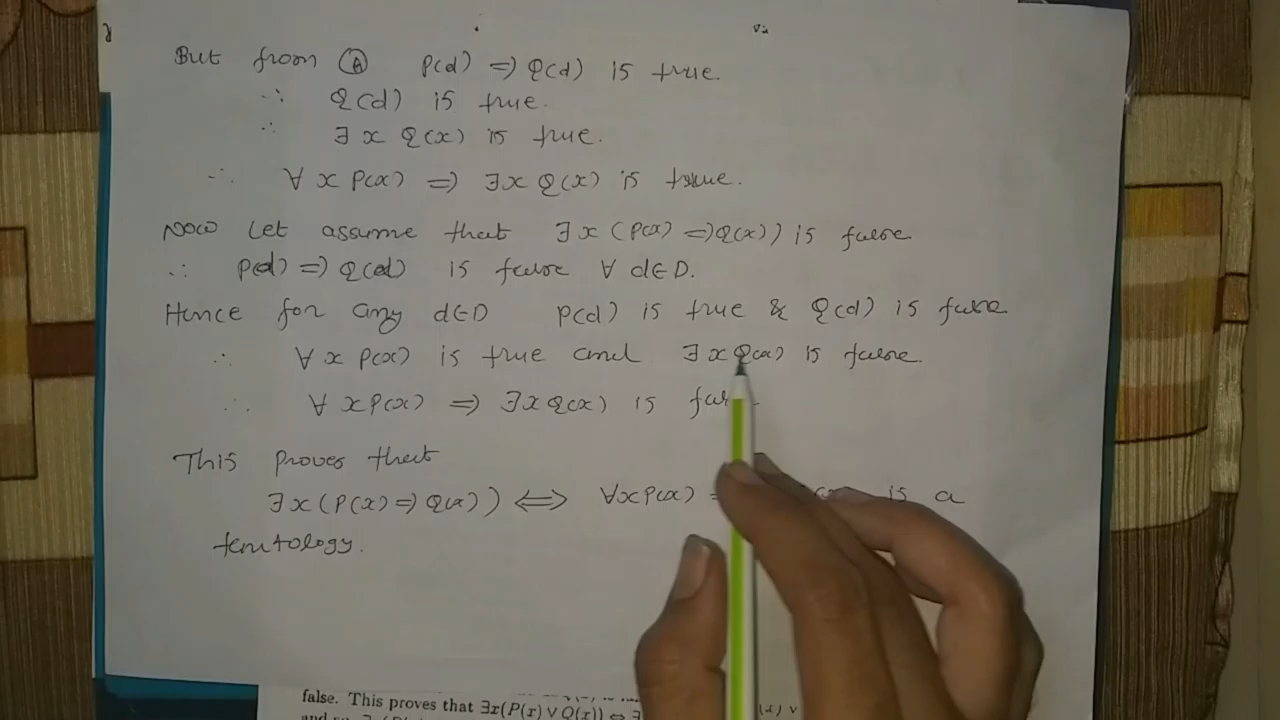 But from Ⓐ P(d) => Q(d) is true.
∴ Q(d) is true.
∴ ∃ x Q(x) is true.
∴ ∀ x P(x) => ∃x Q(x) is true.
Now Let assume that ∃ x (P(x) => Q(x)) is false
∴ P(d) => Q(d) is false ∀ d∈D.
Hence for any d∈D P(d) is true & Q(d) is false
∴ ∀ x P(x) is true and ∃ x Q(x) is false.
∴ ∀ x P(x) => ∃x Q(x) is
This proves that
∃ x (P(x) => Q(x)) <=> ∀x P(x) is a
tautology.
false. This proves that ∃x(P(x) ∨ Q(x)) ⇔ ∃